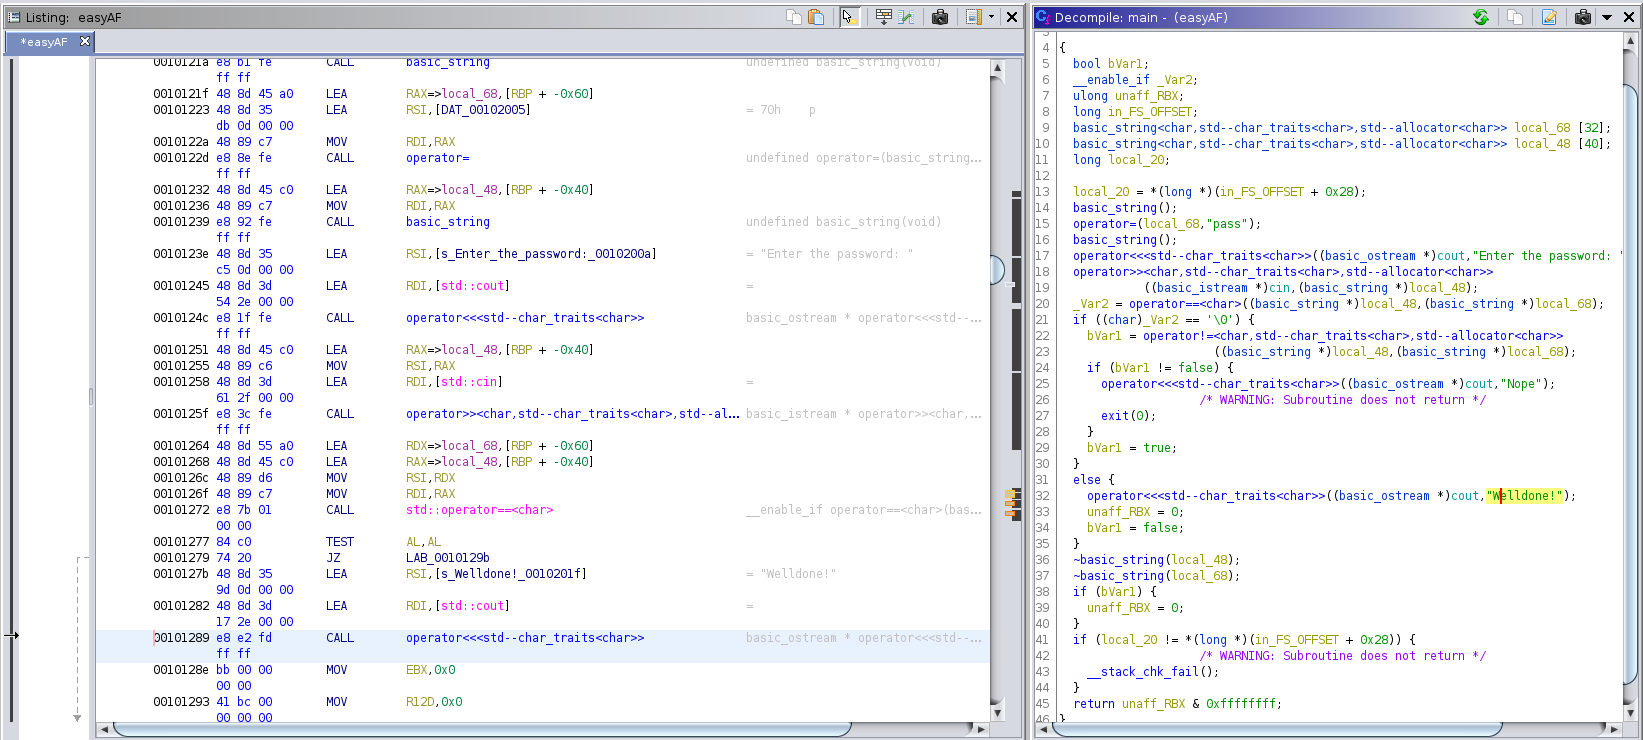 Listing: easyAF
*easyAF
0010121a e8 b1 fe CALL basic_string undefined basic_string(void)
ff ff
0010121f 48 8d 45 a0 LEA RAX=>local_68,[RBP + -0x60]
00101223 48 8d 35 LEA RSI,[DAT_00102005] = 70h p
db 0d 00 00
0010122a 48 89 c7 MOV RDI,RAX
0010122d e8 8e fe CALL operator= undefined operator=(basic_string...
ff ff
00101232 48 8d 45 c0 LEA RAX=>local_48,[RBP + -0x40]
00101236 48 89 c7 MOV RDI,RAX
00101239 e8 92 fe CALL basic_string undefined basic_string(void)
ff ff
0010123e 48 8d 35 LEA RSI,[s_Enter_the_password:_0010200a] = "Enter the password: "
c5 0d 00 00
00101245 48 8d 3d LEA RDI,[std::cout] =
54 2e 00 00
0010124c e8 1f fe CALL operator<<<std--char_traits<char>> basic_ostream * operator<<<std--...
ff ff
00101251 48 8d 45 c0 LEA RAX=>local_48,[RBP + -0x40]
00101255 48 89 c6 MOV RSI,RAX
00101258 48 8d 3d LEA RDI,[std::cin] =
61 2f 00 00
0010125f e8 3c fe CALL operator>><char,std--char_traits<char>,std--al... basic_istream * operator>><char,...
ff ff
00101264 48 8d 55 a0 LEA RDX=>local_68,[RBP + -0x60]
00101268 48 8d 45 c0 LEA RAX=>local_48,[RBP + -0x40]
0010126c 48 89 d6 MOV RSI,RDX
0010126f 48 89 c7 MOV RDI,RAX
00101272 e8 7b 01 CALL std::operator==<char> __enable_if operator==<char>(bas...
00 00
00101277 84 c0 TEST AL,AL
00101279 74 20 JZ LAB_0010129b
0010127b 48 8d 35 LEA RSI,[s_Welldone!_0010201f] = "Welldone!"
9d 0d 00 00
00101282 48 8d 3d LEA RDI,[std::cout] =
17 2e 00 00
00101289 e8 e2 fd CALL operator<<<std--char_traits<char>> basic_ostream * operator<<<std--...
ff ff
0010128e bb 00 00 MOV EBX,0x0
00 00
00101293 41 bc 00 MOV R12D,0x0
00 00 00
Decompile: main - (easyAF)
3
4 {
5 bool bVar1;
6 __enable_if _Var2;
7 ulong unaff_RBX;
8 long in_FS_OFFSET;
9 basic_string<char,std--char_traits<char>,std--allocator<char>> local_68 [32];
10 basic_string<char,std--char_traits<char>,std--allocator<char>> local_48 [40];
11 long local_20;
12
13 local_20 = *(long *)(in_FS_OFFSET + 0x28);
14 basic_string();
15 operator=(local_68,"pass");
16 basic_string();
17 operator<<<std--char_traits<char>>((basic_ostream *)cout,"Enter the password: "
18 operator>><char,std--char_traits<char>,std--allocator<char>>
19 ((basic_istream *)cin,(basic_string *)local_48);
20 _Var2 = operator==<char>((basic_string *)local_48,(basic_string *)local_68);
21 if ((char)_Var2 == '\0') {
22 bVar1 = operator!=<char,std--char_traits<char>,std--allocator<char>>
23 ((basic_string *)local_48,(basic_string *)local_68);
24 if (bVar1 != false) {
25 operator<<<std--char_traits<char>>((basic_ostream *)cout,"Nope");
26 /* WARNING: Subroutine does not return */
27 exit(0);
28 }
29 bVar1 = true;
30 }
31 else {
32 operator<<<std--char_traits<char>>((basic_ostream *)cout,"Welldone!");
33 unaff_RBX = 0;
34 bVar1 = false;
35 }
36 ~basic_string(local_48);
37 ~basic_string(local_68);
38 if (bVar1) {
39 unaff_RBX = 0;
40 }
41 if (local_20 != *(long *)(in_FS_OFFSET + 0x28)) {
42 /* WARNING: Subroutine does not return */
43 __stack_chk_fail();
44 }
45 return unaff_RBX & 0xffffffff;
46 }